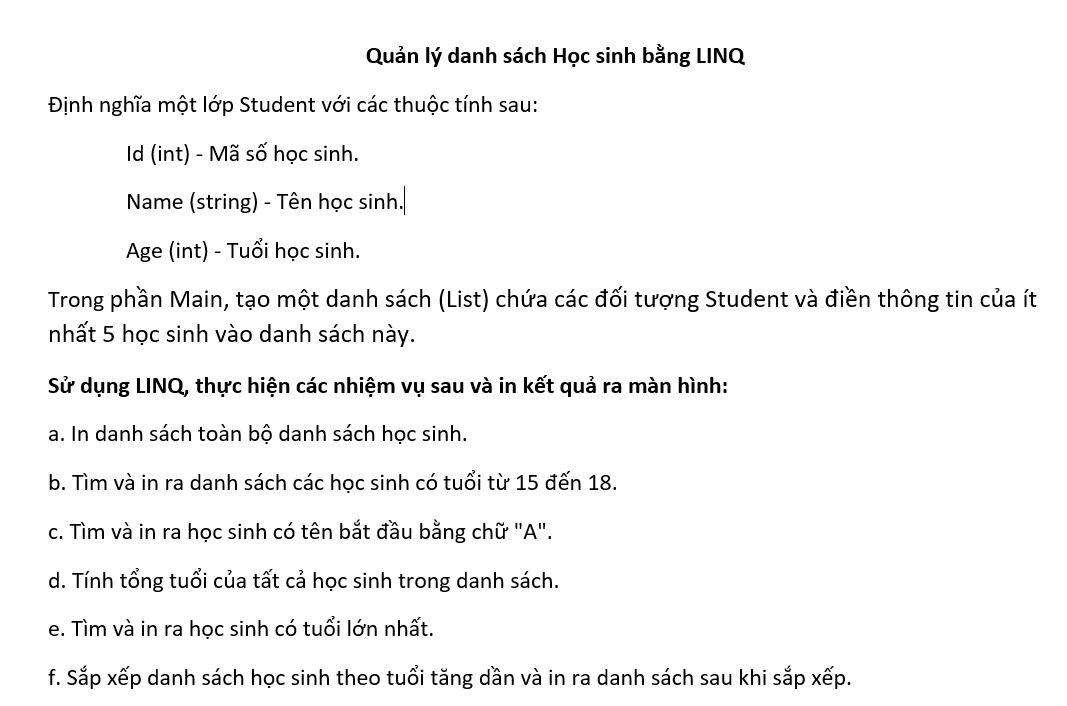 Quản lý danh sách Học sinh bằng LINQ
Định nghĩa một lớp Student với các thuộc tính sau:
Id (int) - Mã số học sinh.
Name (string) - Tên học sinh.
Age (int) - Tuổi học sinh.
Trong phần Main, tạo một danh sách (List) chứa các đối tượng Student và điền thông tin của ít
nhất 5 học sinh vào danh sách này.
Sử dụng LINQ, thực hiện các nhiệm vụ sau và in kết quả ra màn hình:
a. In danh sách toàn bộ danh sách học sinh.
b. Tìm và in ra danh sách các học sinh có tuổi từ 15 đến 18.
c. Tìm và in ra học sinh có tên bắt đầu bằng chữ "A".
d. Tính tổng tuổi của tất cả học sinh trong danh sách.
e. Tìm và in ra học sinh có tuổi lớn nhất.
f. Sắp xếp danh sách học sinh theo tuổi tăng dần và in ra danh sách sau khi sắp xếp.